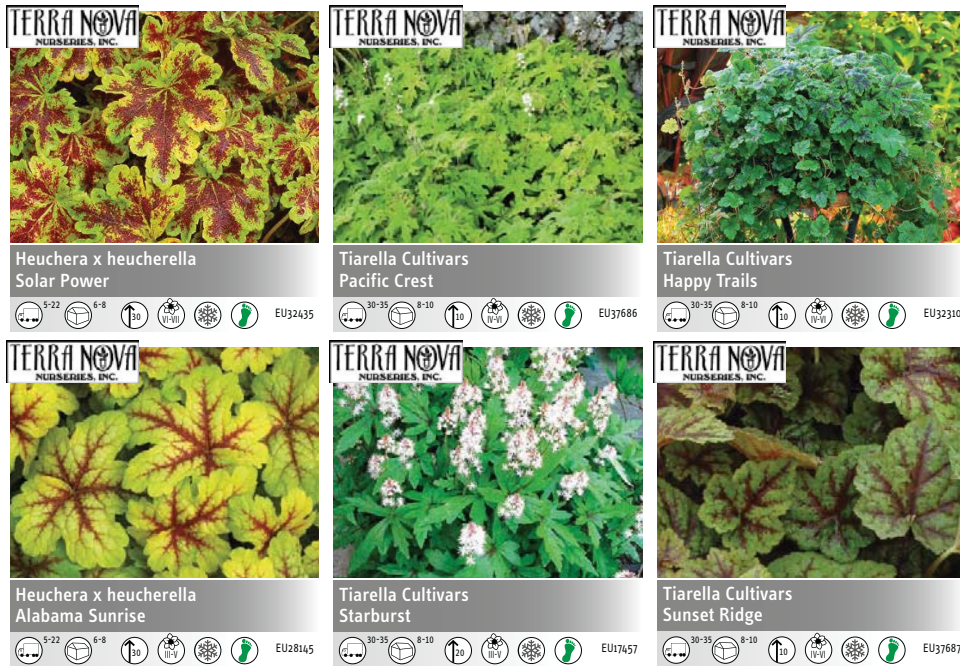 TERRA NOVA
NURSERIES, INC.
Heuchera x heucherella
Solar Power
5-22 6-8 30 VI-VII EU32435
TERRA NOVA
NURSERIES, INC.
Tiarella Cultivars
Pacific Crest
30-35 8-10 10 IV-VI EU37686
TERRA NOVA
NURSERIES, INC.
Tiarella Cultivars
Happy Trails
30-35 8-10 10 IV-VI EU32310
TERRA NOVA
NURSERIES, INC.
Heuchera x heucherella
Alabama Sunrise
5-22 6-8 30 III-V EU28145
TERRA NOVA
NURSERIES, INC.
Tiarella Cultivars
Starburst
30-35 8-10 20 III-V EU17457
TERRA NOVA
NURSERIES, INC.
Tiarella Cultivars
Sunset Ridge
30-35 8-10 10 IV-VI EU37687